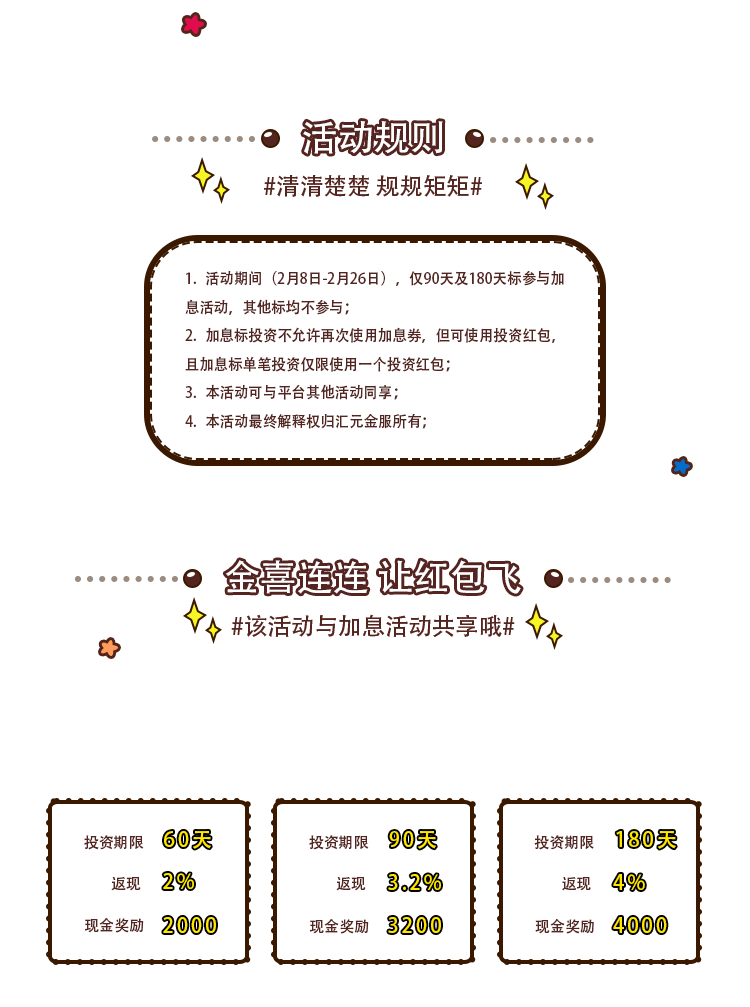 活动规则
#清清楚楚 规规矩矩#
1. 活动期间（2月8日-2月26日），仅90天及180天标参与加
息活动，其他标均不参与；
2. 加息标投资不允许再次使用加息券，但可使用投资红包，
且加息标单笔投资仅限使用一个投资红包；
3. 本活动可与平台其他活动同享；
4. 本活动最终解释权归汇元金服所有；
金喜连连 让红包飞
#该活动与加息活动共享哦#
投资期限 60天
返现 2%
现金奖励 2000
投资期限 90天
返现 3.2%
现金奖励 3200
投资期限 180天
返现 4%
现金奖励 4000